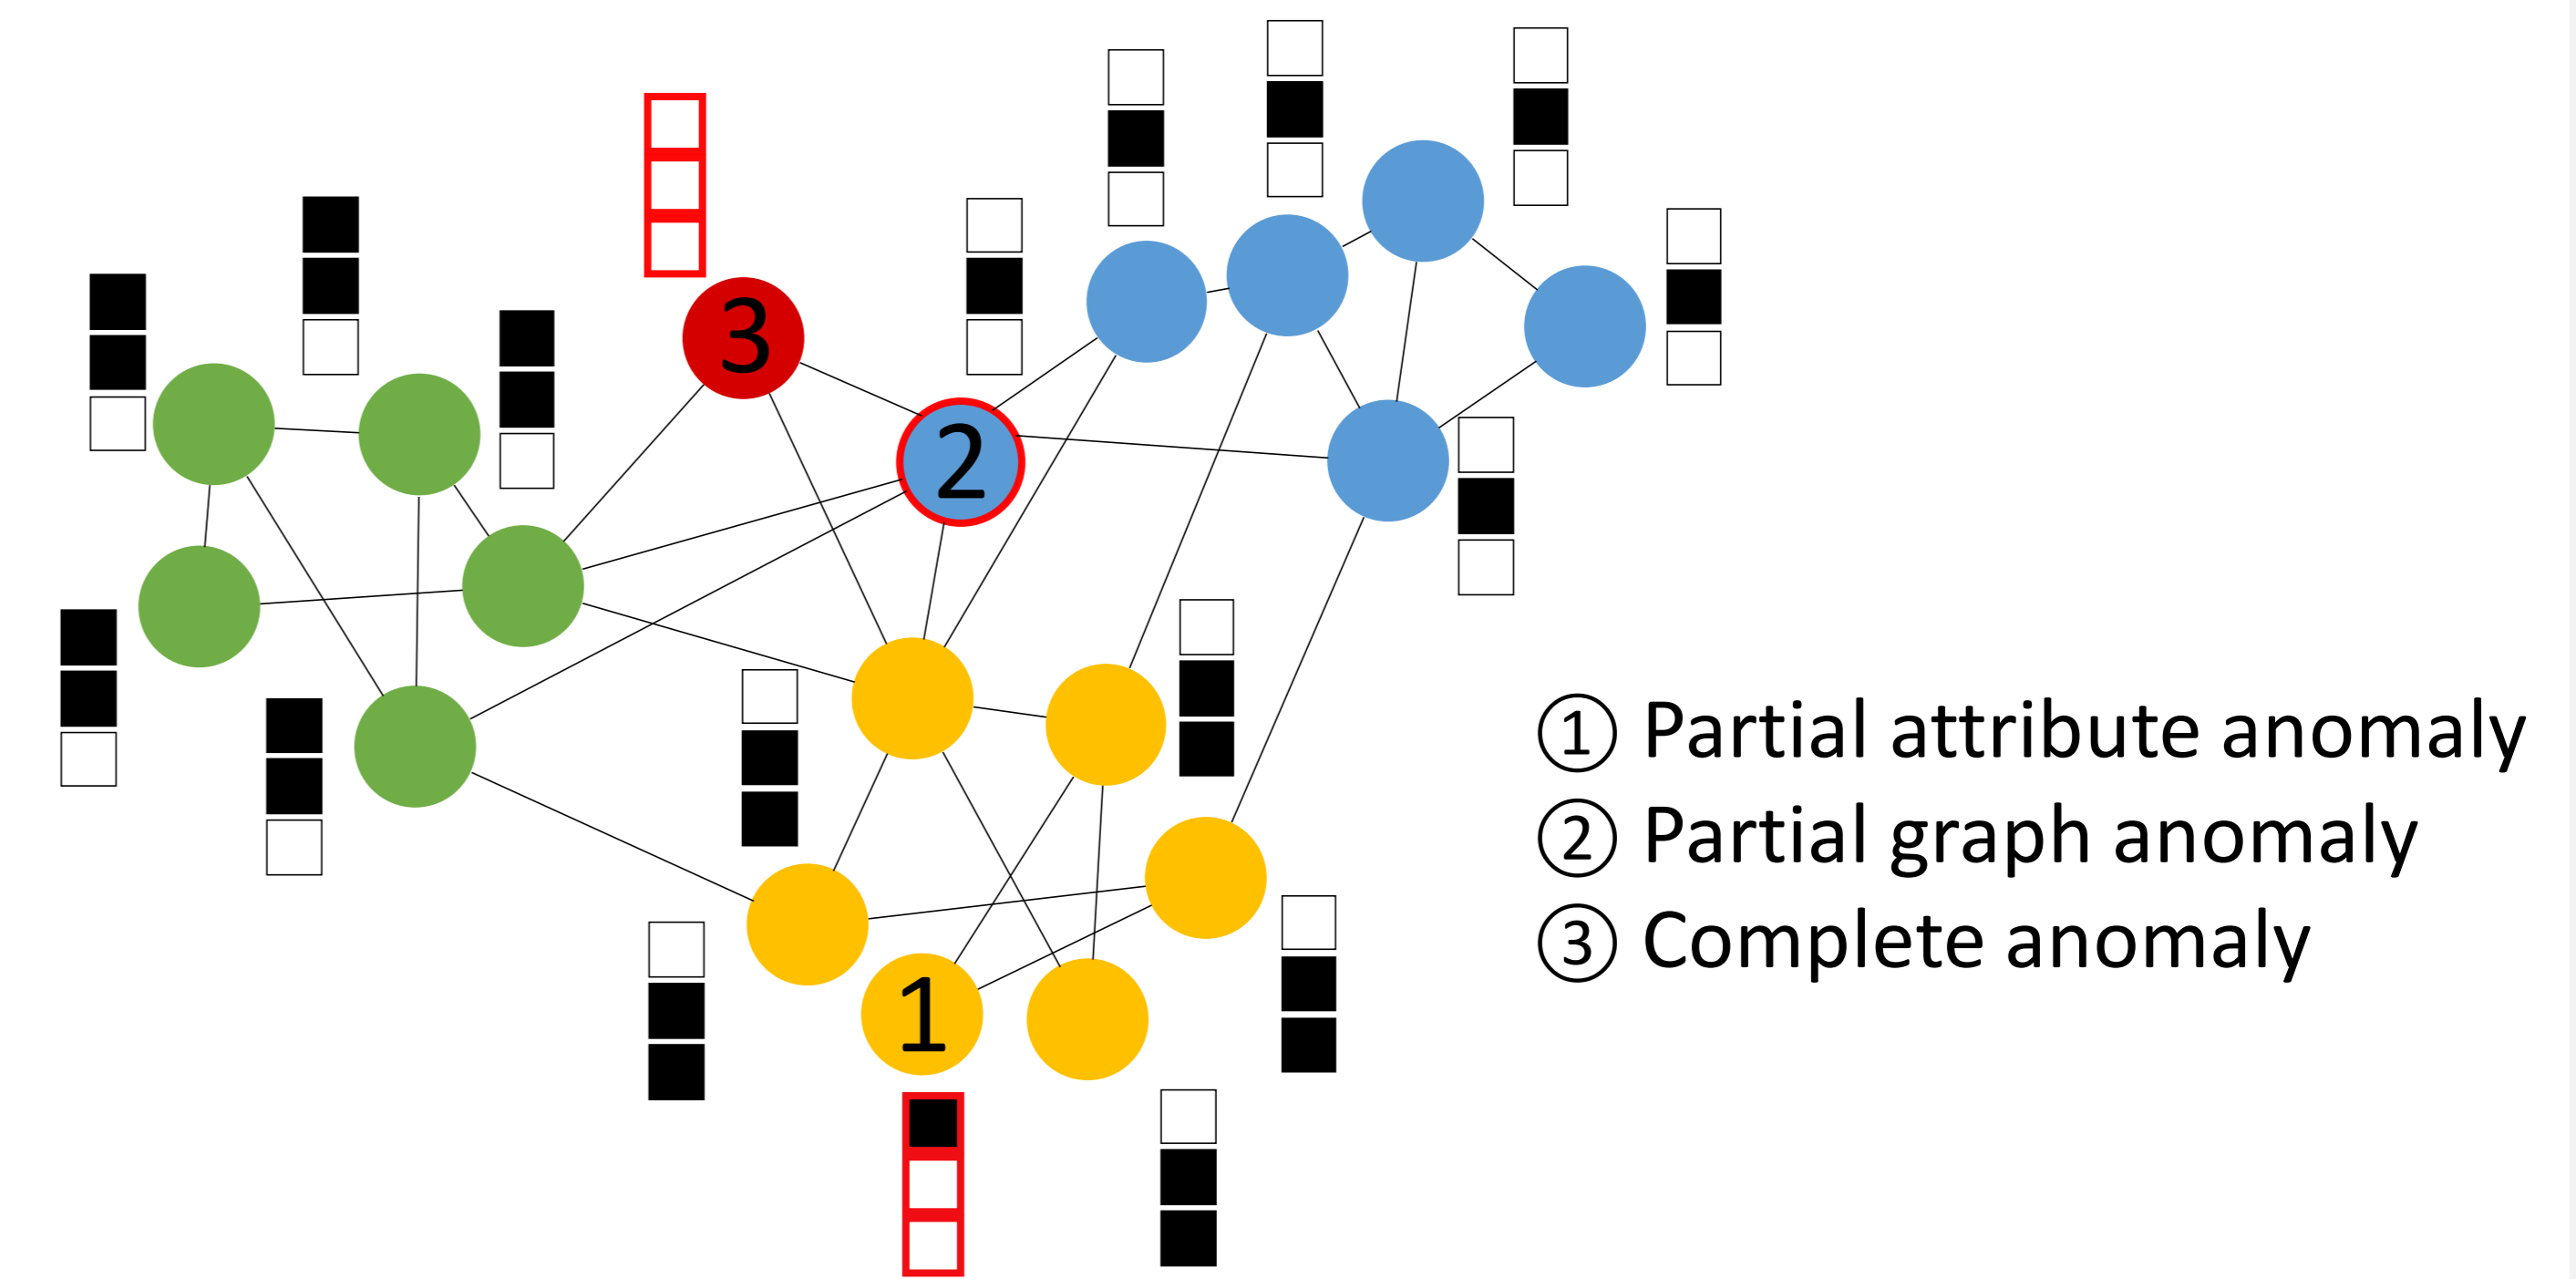 3
2
1
① Partial attribute anomaly
② Partial graph anomaly
③ Complete anomaly